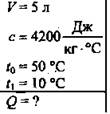 V = 5 л
c = 4200 Дж
кг · °C
t₀ = 50 °C
t₁ = 10 °C
Q = ?